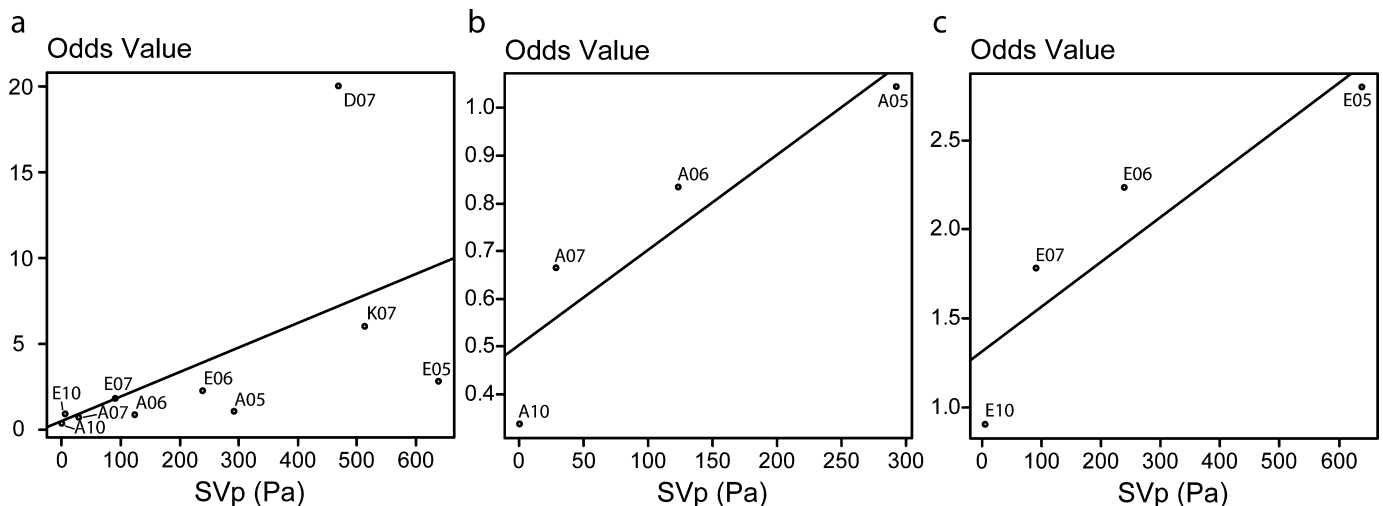 a
Odds Value
20
15
10
5
0
D07
K07
E05
E06
A05
E07
A06
E10
A07
A10
0 100 200 300 400 500 600
SVp (Pa)
b
Odds Value
1.0
0.9
0.8
0.7
0.6
0.5
0.4
A05
A06
A07
A10
0 50 100 150 200 250 300
SVp (Pa)
c
Odds Value
2.5
2.0
1.5
1.0
E05
E06
E07
E10
0 100 200 300 400 500 600
SVp (Pa)